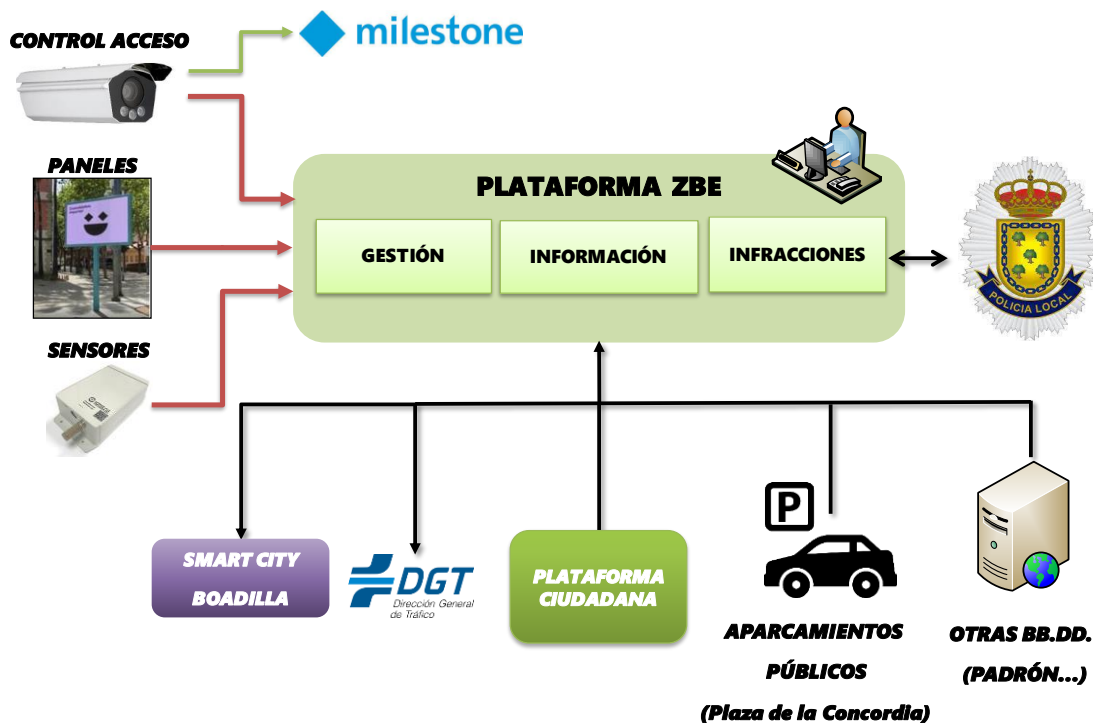 CONTROL ACCESO
milestone
PANELES
PLATAFORMA ZBE
GESTIÓN
INFORMACIÓN
INFRACCIONES
POLICIA LOCAL
SENSORES
SMART CITY
BOADILLA
DGT
Dirección General
de Tráfico
PLATAFORMA
CIUDADANA
P
APARCAMIENTOS
PÚBLICOS
(Plaza de la Concordia)
OTRAS BB.DD.
(PADRÓN...)